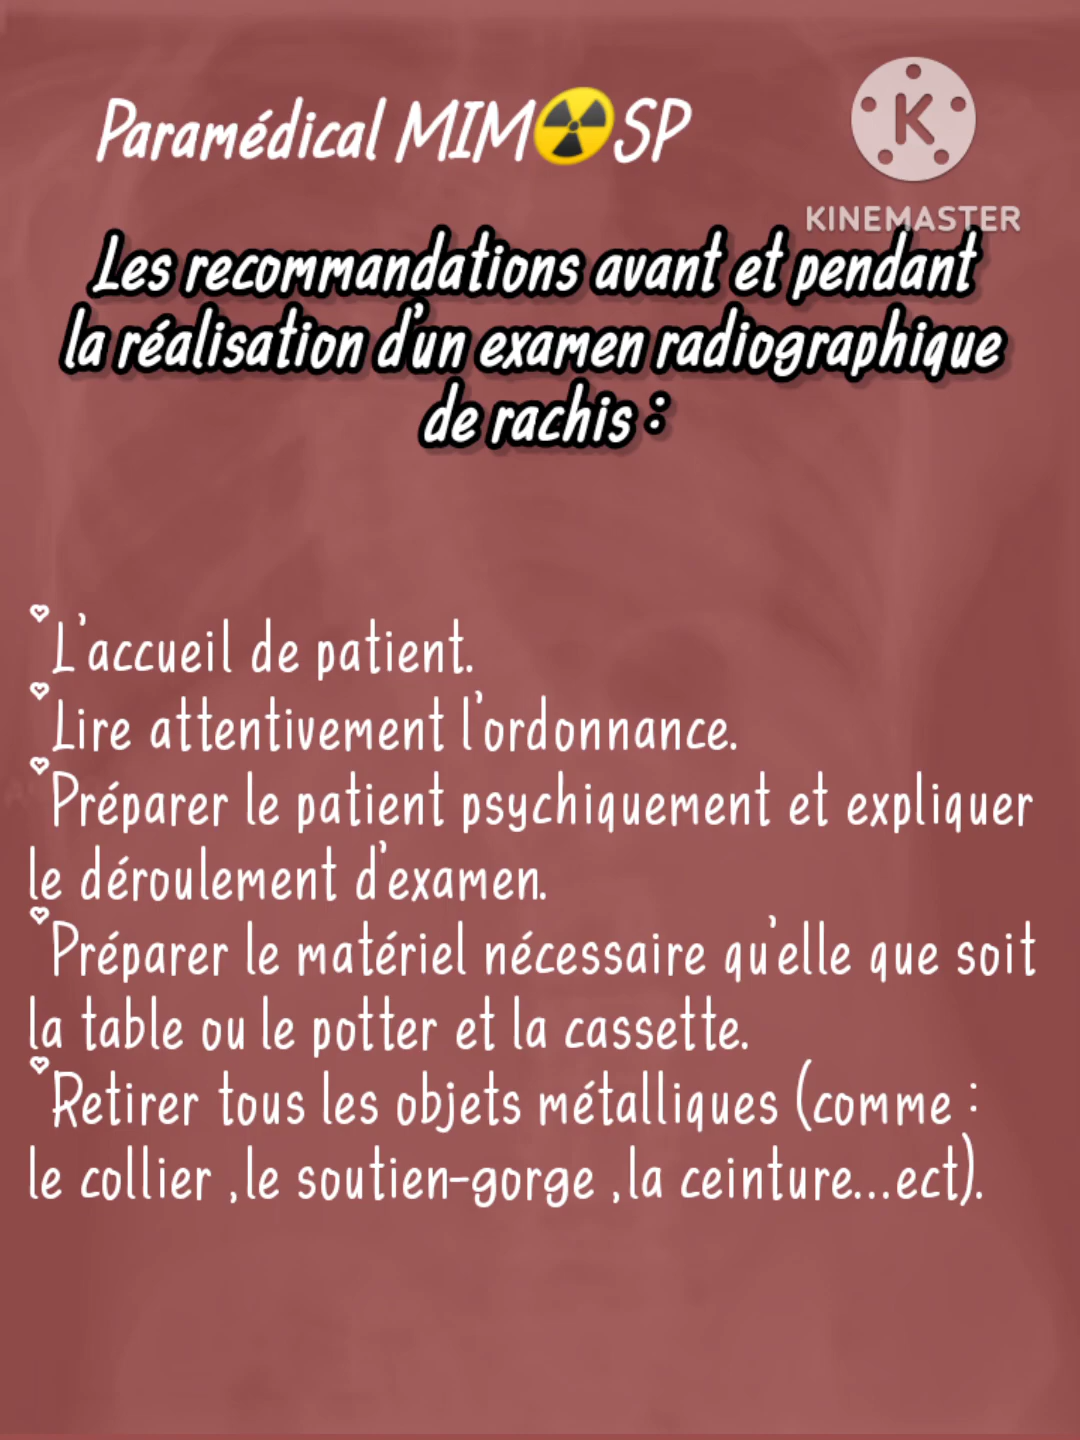 Paramédical MIM☢SP
K
KINEMASTER
Les recommandations avant et pendant
la réalisation d'un examen radiographique
de rachis :
L'accueil de patient.
Lire attentivement l'ordonnance.
Préparer le patient psychiquement et expliquer
le déroulement d'examen.
Préparer le matériel nécessaire qu'elle que soit
la table ou le potter et la cassette.
Retirer tous les objets métalliques (comme :
le collier ,le soutien-gorge ,la ceinture...ect).